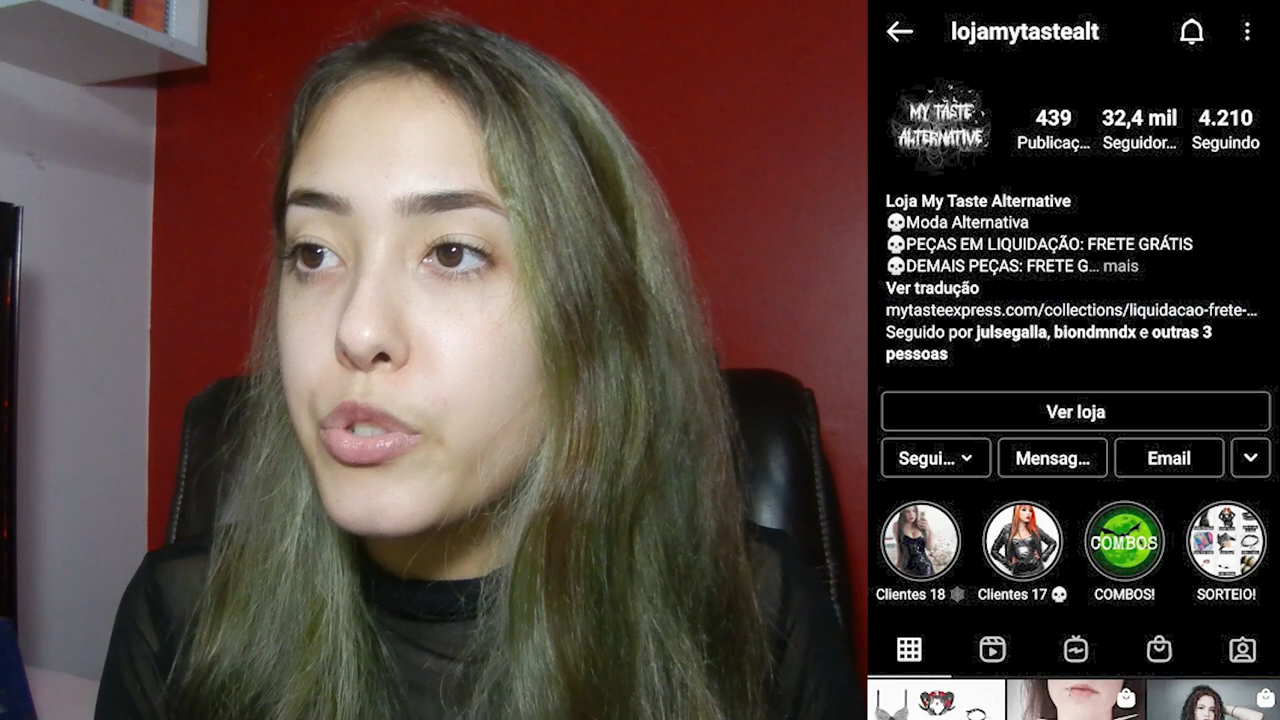 lojamytastealt
MY TASTE
ALTERNATIVE
439
32,4 mil
4.210
Publicaç...
Seguidor...
Seguindo
Loja My Taste Alternative
💀Moda Alternativa
💀PEÇAS EM LIQUIDAÇÃO: FRETE GRÁTIS
💀DEMAIS PEÇAS: FRETE G... mais
Ver tradução
mytasteexpress.com/collections/liquidacao-frete-...
Seguido por julsegalla, biondmndx e outras 3
pessoas
Ver loja
Segui...
Mensag...
Email
COMBOS
Clientes 18 🕸
Clientes 17 💀
COMBOS!
SORTEIO!